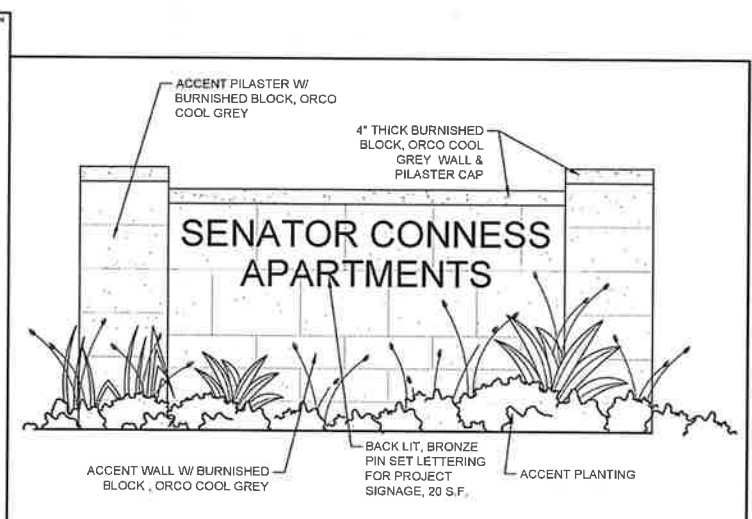 ACCENT PILASTER W/
BURNISHED BLOCK, ORCO
COOL GREY
4" THICK BURNISHED
BLOCK, ORCO COOL
GREY WALL &
PILASTER CAP
SENATOR CONNESS
APARTMENTS
ACCENT WALL W/ BURNISHED
BLOCK , ORCO COOL GREY
BACK LIT, BRONZE
PIN SET LETTERING
FOR PROJECT
SIGNAGE, 20 S.F.
ACCENT PLANTING